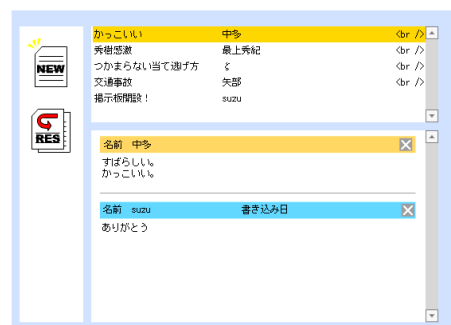 かっこいい 中多 <br />
秀樹感激 最上秀紀 <br />
つかまらない当て逃げ方 ζ <br />
交通事故 矢部 <br />
掲示板開設! suzu
NEW
RES
名前 中多
すばらしい。
かっこいい。
名前 suzu 書き込み日
ありがとう